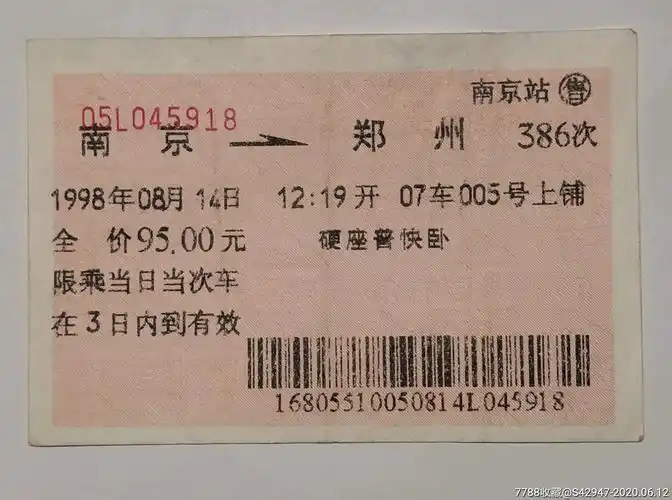 南京站 ㊕售
05L045918
南京 → 郑州 386次
1998年08月14日 12:19开 07车005号上铺
全 价95.00元 硬座普快卧
限乘当日当次车
在3日内到有效
16805510050814L045918
7788收藏@S42947-2020.06.12